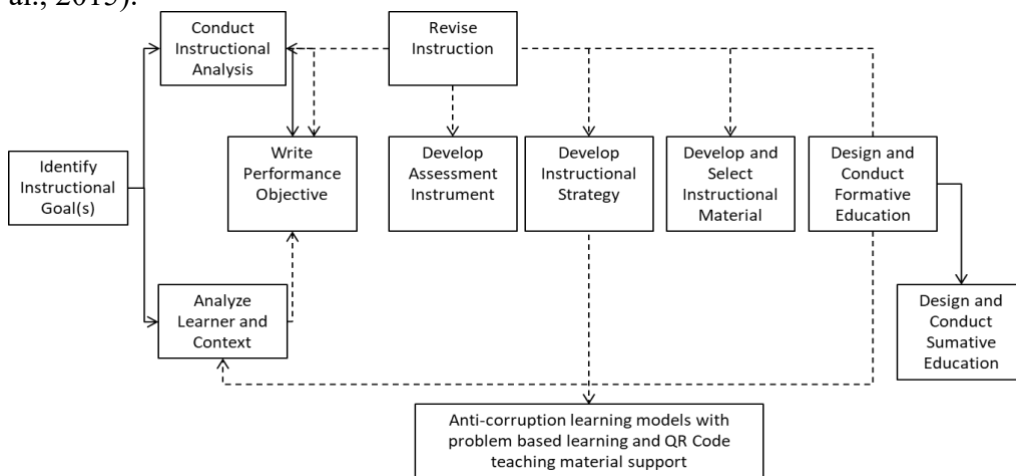 al., 2015).
Conduct
Instructional
Analysis
Revise
Instruction
Identify
Instructional
Goal(s)
Write
Performance
Objective
Develop
Assessment
Instrument
Develop
Instructional
Strategy
Develop and
Select
Instructional
Material
Design and
Conduct
Formative
Education
Analyze
Learner and
Context
Design and
Conduct
Sumative
Education
Anti-corruption learning models with
problem based learning and QR Code
teaching material support